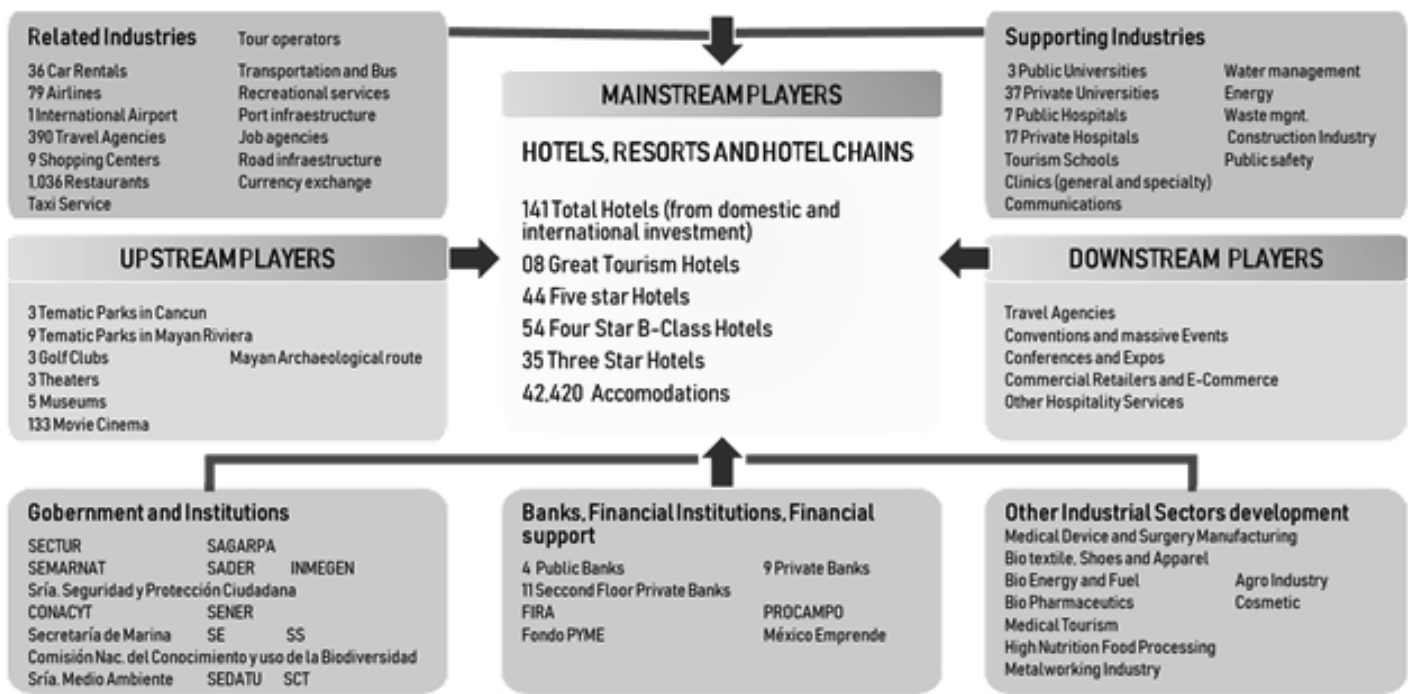 Related Industries
Tour operators
36 Car Rentals
Transportation and Bus
79 Airlines
Recreational services
1 International Airport
Port infraestructure
390 Travel Agencies
Job agencies
9 Shopping Centers
Road infraestructure
1,036 Restaurants
Currency exchange
Taxi Service
MAINSTREAM PLAYERS
HOTELS, RESORTS AND HOTEL CHAINS
141 Total Hotels (from domestic and
international investment)
08 Great Tourism Hotels
44 Five star Hotels
54 Four Star B-Class Hotels
35 Three Star Hotels
42,420 Accomodations
Supporting Industries
3 Public Universities
Water management
37 Private Universities
Energy
7 Public Hospitals
Waste mgnt.
17 Private Hospitals
Construction Industry
Tourism Schools
Public safety
Clinics (general and specialty)
Communications
UPSTREAM PLAYERS
3 Tematic Parks in Cancun
9 Tematic Parks in Mayan Riviera
3 Golf Clubs
Mayan Archaeological route
3 Theaters
5 Museums
133 Movie Cinema
DOWNSTREAM PLAYERS
Travel Agencies
Conventions and massive Events
Conferences and Expos
Commercial Retailers and E-Commerce
Other Hospitality Services
Gobernment and Institutions
SECTUR SAGARPA
SEMARNAT SADER INMEGEN
Sría. Seguridad y Protección Ciudadana
CONACYT SENER
Secretaría de Marina SE SS
Comisión Nac. del Conocimiento y uso de la Biodiversidad
Sría. Medio Ambiente SEDATU SCT
Banks, Financial Institutions, Financial
support
4 Public Banks 9 Private Banks
11 Seccond Floor Private Banks
FIRA PROCAMPO
Fondo PYME México Emprende
Other Industrial Sectors development
Medical Device and Surgery Manufacturing
Bio textile, Shoes and Apparel
Bio Energy and Fuel Agro Industry
Bio Pharmaceutics Cosmetic
Medical Tourism
High Nutrition Food Processing
Metalworking Industry